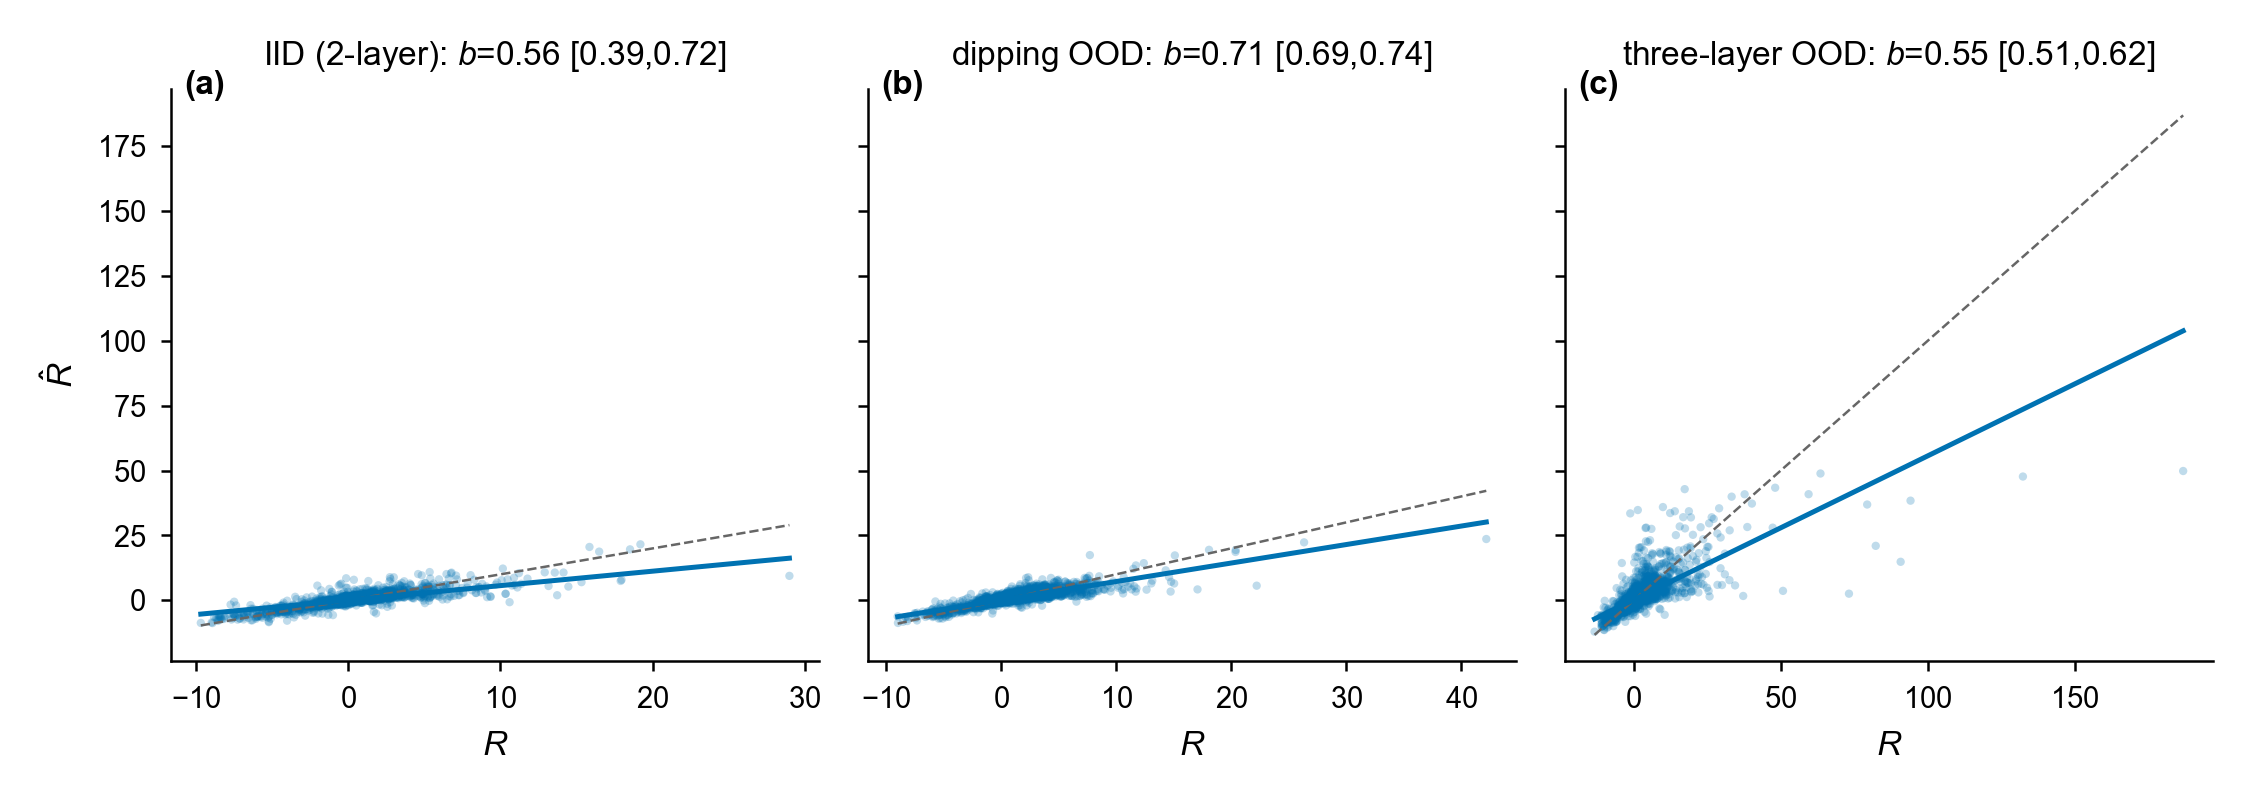 IID (2-layer): b=0.56 [0.39,0.72]
dipping OOD: b=0.71 [0.69,0.74]
three-layer OOD: b=0.55 [0.51,0.62]
(a)
(b)
(c)
175
150
125
100
75
50
25
0
R̂
−10 0 10 20 30
−10 0 10 20 30 40
0 50 100 150
R
R
R